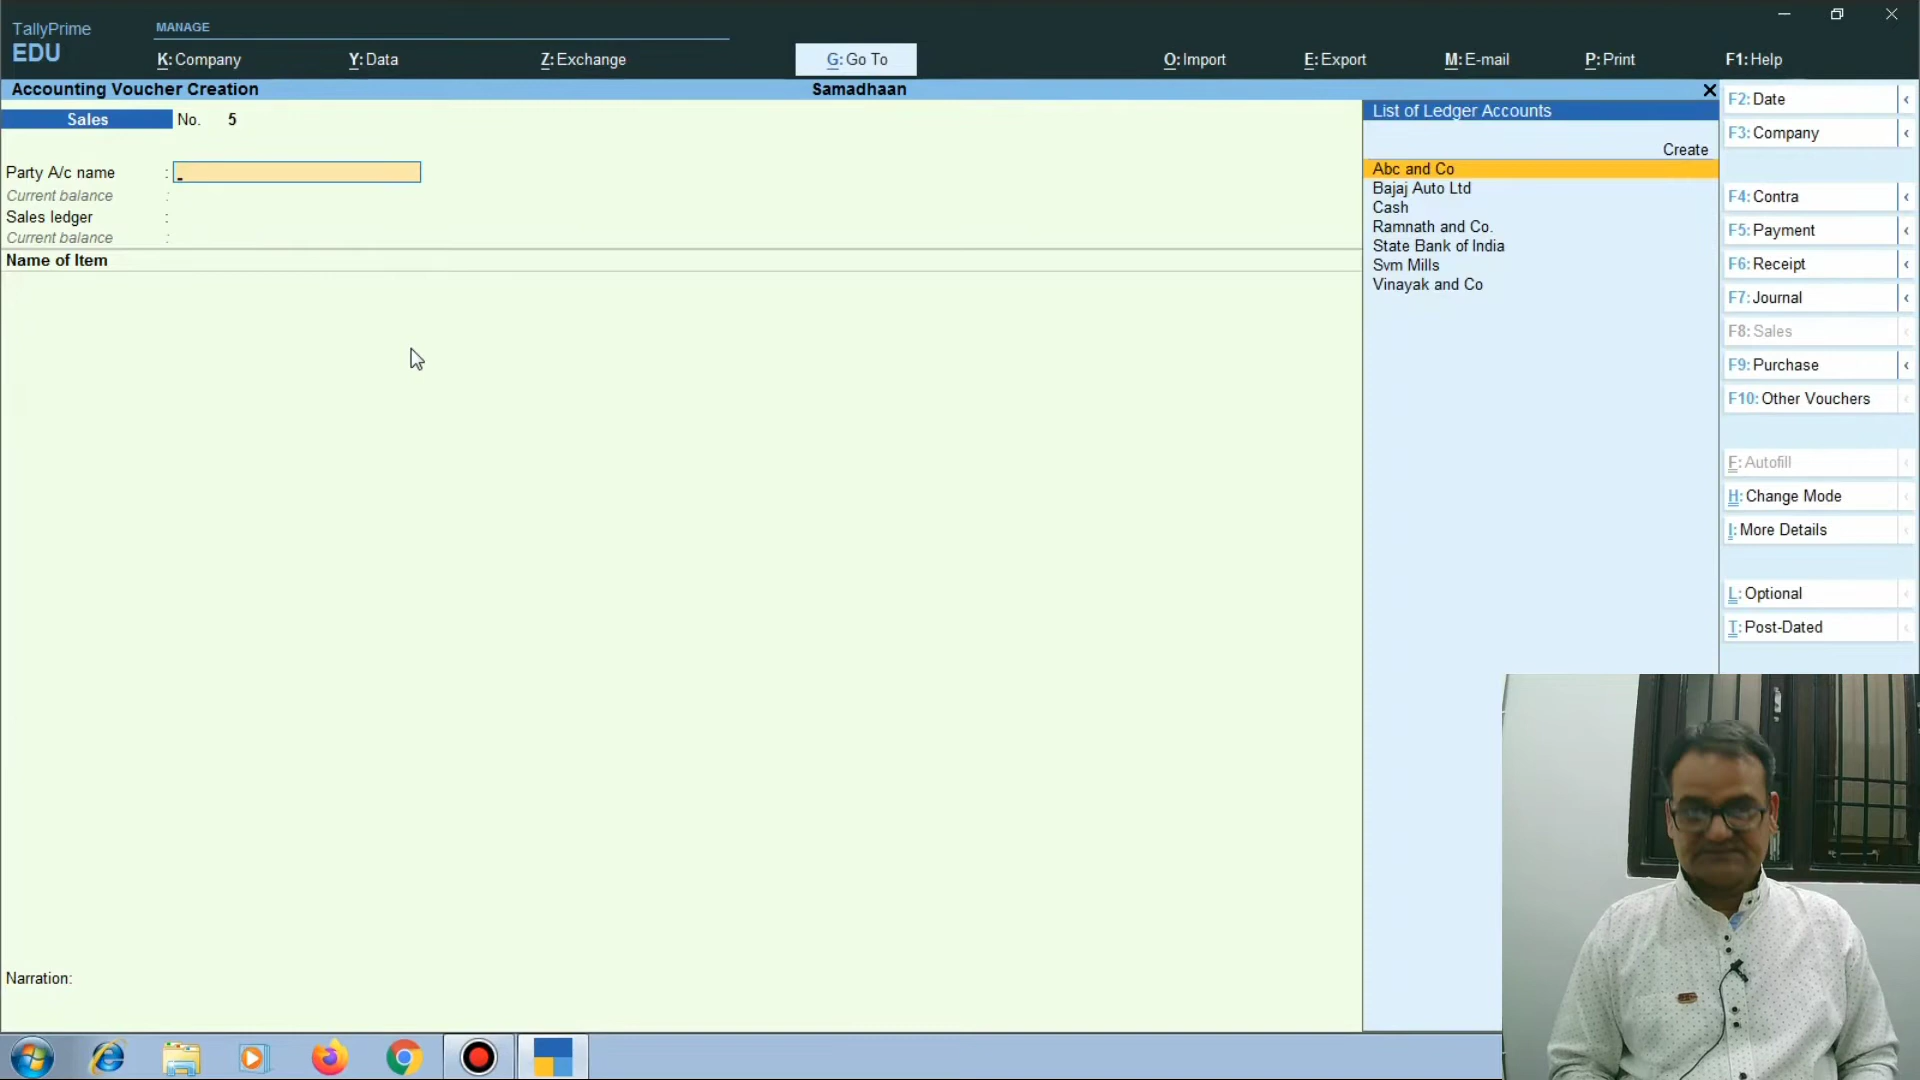 TallyPrime
EDU
MANAGE
K: Company
Y: Data
Z: Exchange
G: Go To
O: Import
E: Export
M: E-mail
P: Print
F1: Help
Accounting Voucher Creation
Samadhaan
Sales No. 5
Party A/c name :
Current balance :
Sales ledger :
Current balance :
Name of Item
Narration:
List of Ledger Accounts
Create
Abc and Co
Bajaj Auto Ltd
Cash
Ramnath and Co.
State Bank of India
Svm Mills
Vinayak and Co
F2: Date
F3: Company
F4: Contra
F5: Payment
F6: Receipt
F7: Journal
F8: Sales
F9: Purchase
F10: Other Vouchers
F: Autofill
H: Change Mode
I: More Details
L: Optional
T: Post-Dated